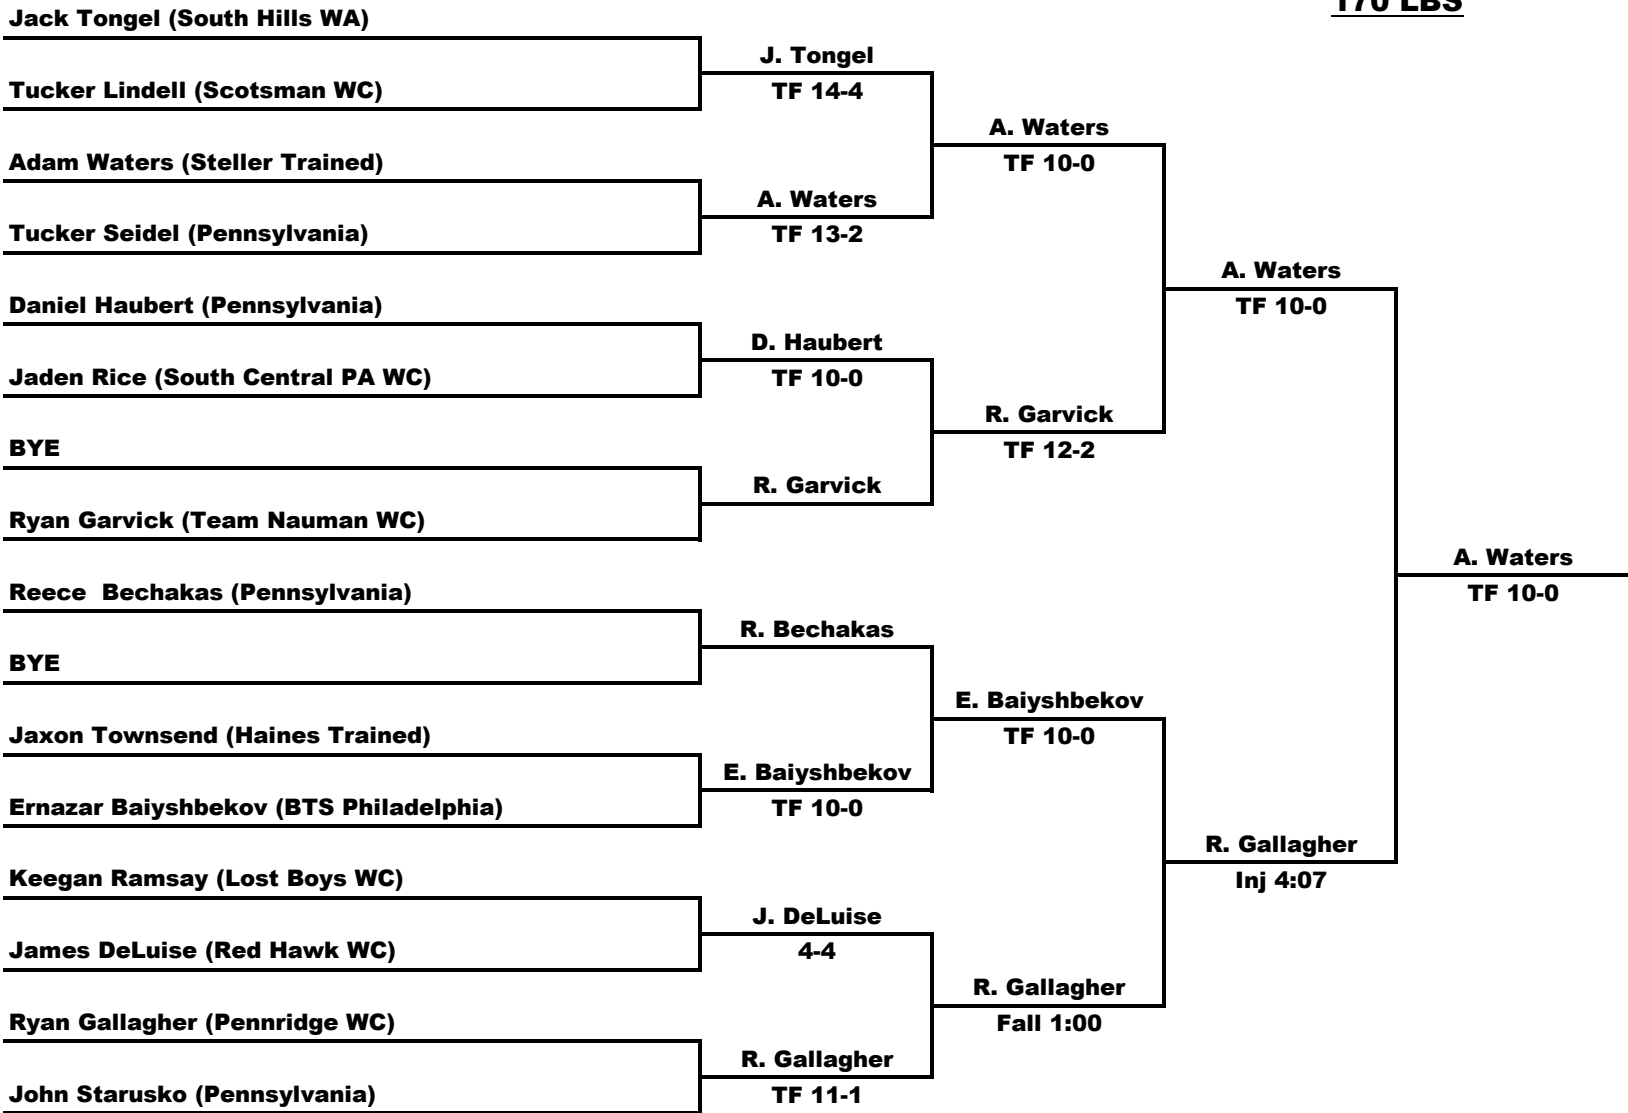 170 LBS
Jack Tongel (South Hills WA)
J. Tongel
Tucker Lindell (Scotsman WC)
TF 14-4
A. Waters
Adam Waters (Steller Trained)
TF 10-0
A. Waters
Tucker Seidel (Pennsylvania)
TF 13-2
A. Waters
Daniel Haubert (Pennsylvania)
TF 10-0
D. Haubert
Jaden Rice (South Central PA WC)
TF 10-0
R. Garvick
BYE
TF 12-2
R. Garvick
Ryan Garvick (Team Nauman WC)
A. Waters
Reece  Bechakas (Pennsylvania)
TF 10-0
R. Bechakas
BYE
E. Baiyshbekov
Jaxon Townsend (Haines Trained)
TF 10-0
E. Baiyshbekov
Ernazar Baiyshbekov (BTS Philadelphia)
TF 10-0
R. Gallagher
Keegan Ramsay (Lost Boys WC)
Inj 4:07
J. DeLuise
James DeLuise (Red Hawk WC)
4-4
R. Gallagher
Ryan Gallagher (Pennridge WC)
Fall 1:00
R. Gallagher
John Starusko (Pennsylvania)
TF 11-1